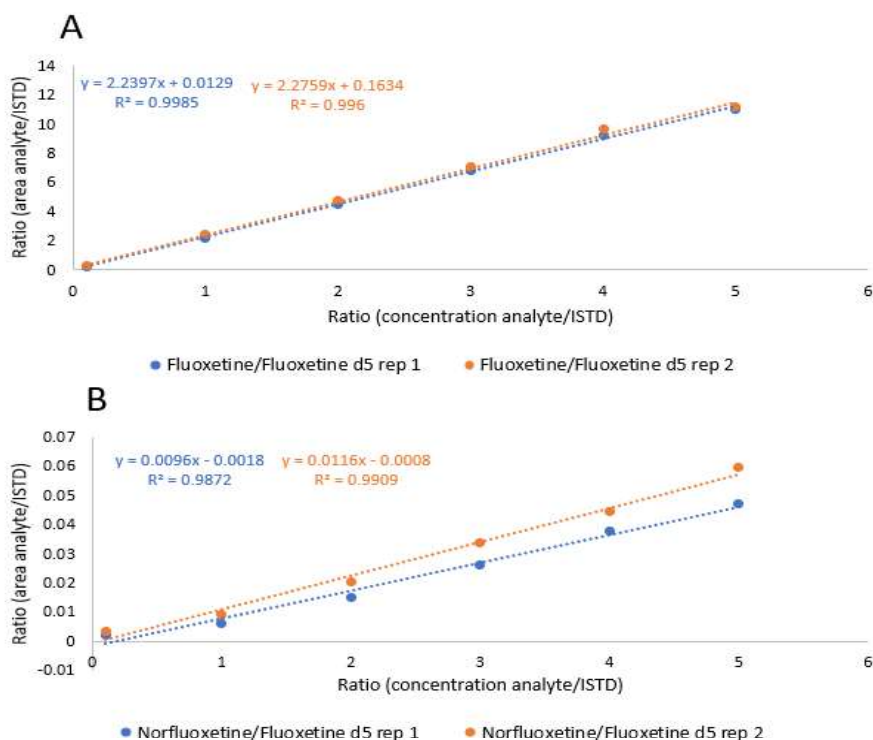 A
y = 2.2397x + 0.0129 y = 2.2759x + 0.1634
R² = 0.9985 R² = 0.996
Ratio (area analyte/ISTD)
14
12
10
8
6
4
2
0
0 1 2 3 4 5 6
Ratio (concentration analyte/ISTD)
Fluoxetine/Fluoxetine d5 rep 1 Fluoxetine/Fluoxetine d5 rep 2
B
y = 0.0096x - 0.0018 y = 0.0116x - 0.0008
R² = 0.9872 R² = 0.9909
Ratio (area analyte/ISTD)
0.07
0.06
0.05
0.04
0.03
0.02
0.01
0
-0.01
0 1 2 3 4 5 6
Ratio (concentration analyte/ISTD)
Norfluoxetine/Fluoxetine d5 rep 1 Norfluoxetine/Fluoxetine d5 rep 2